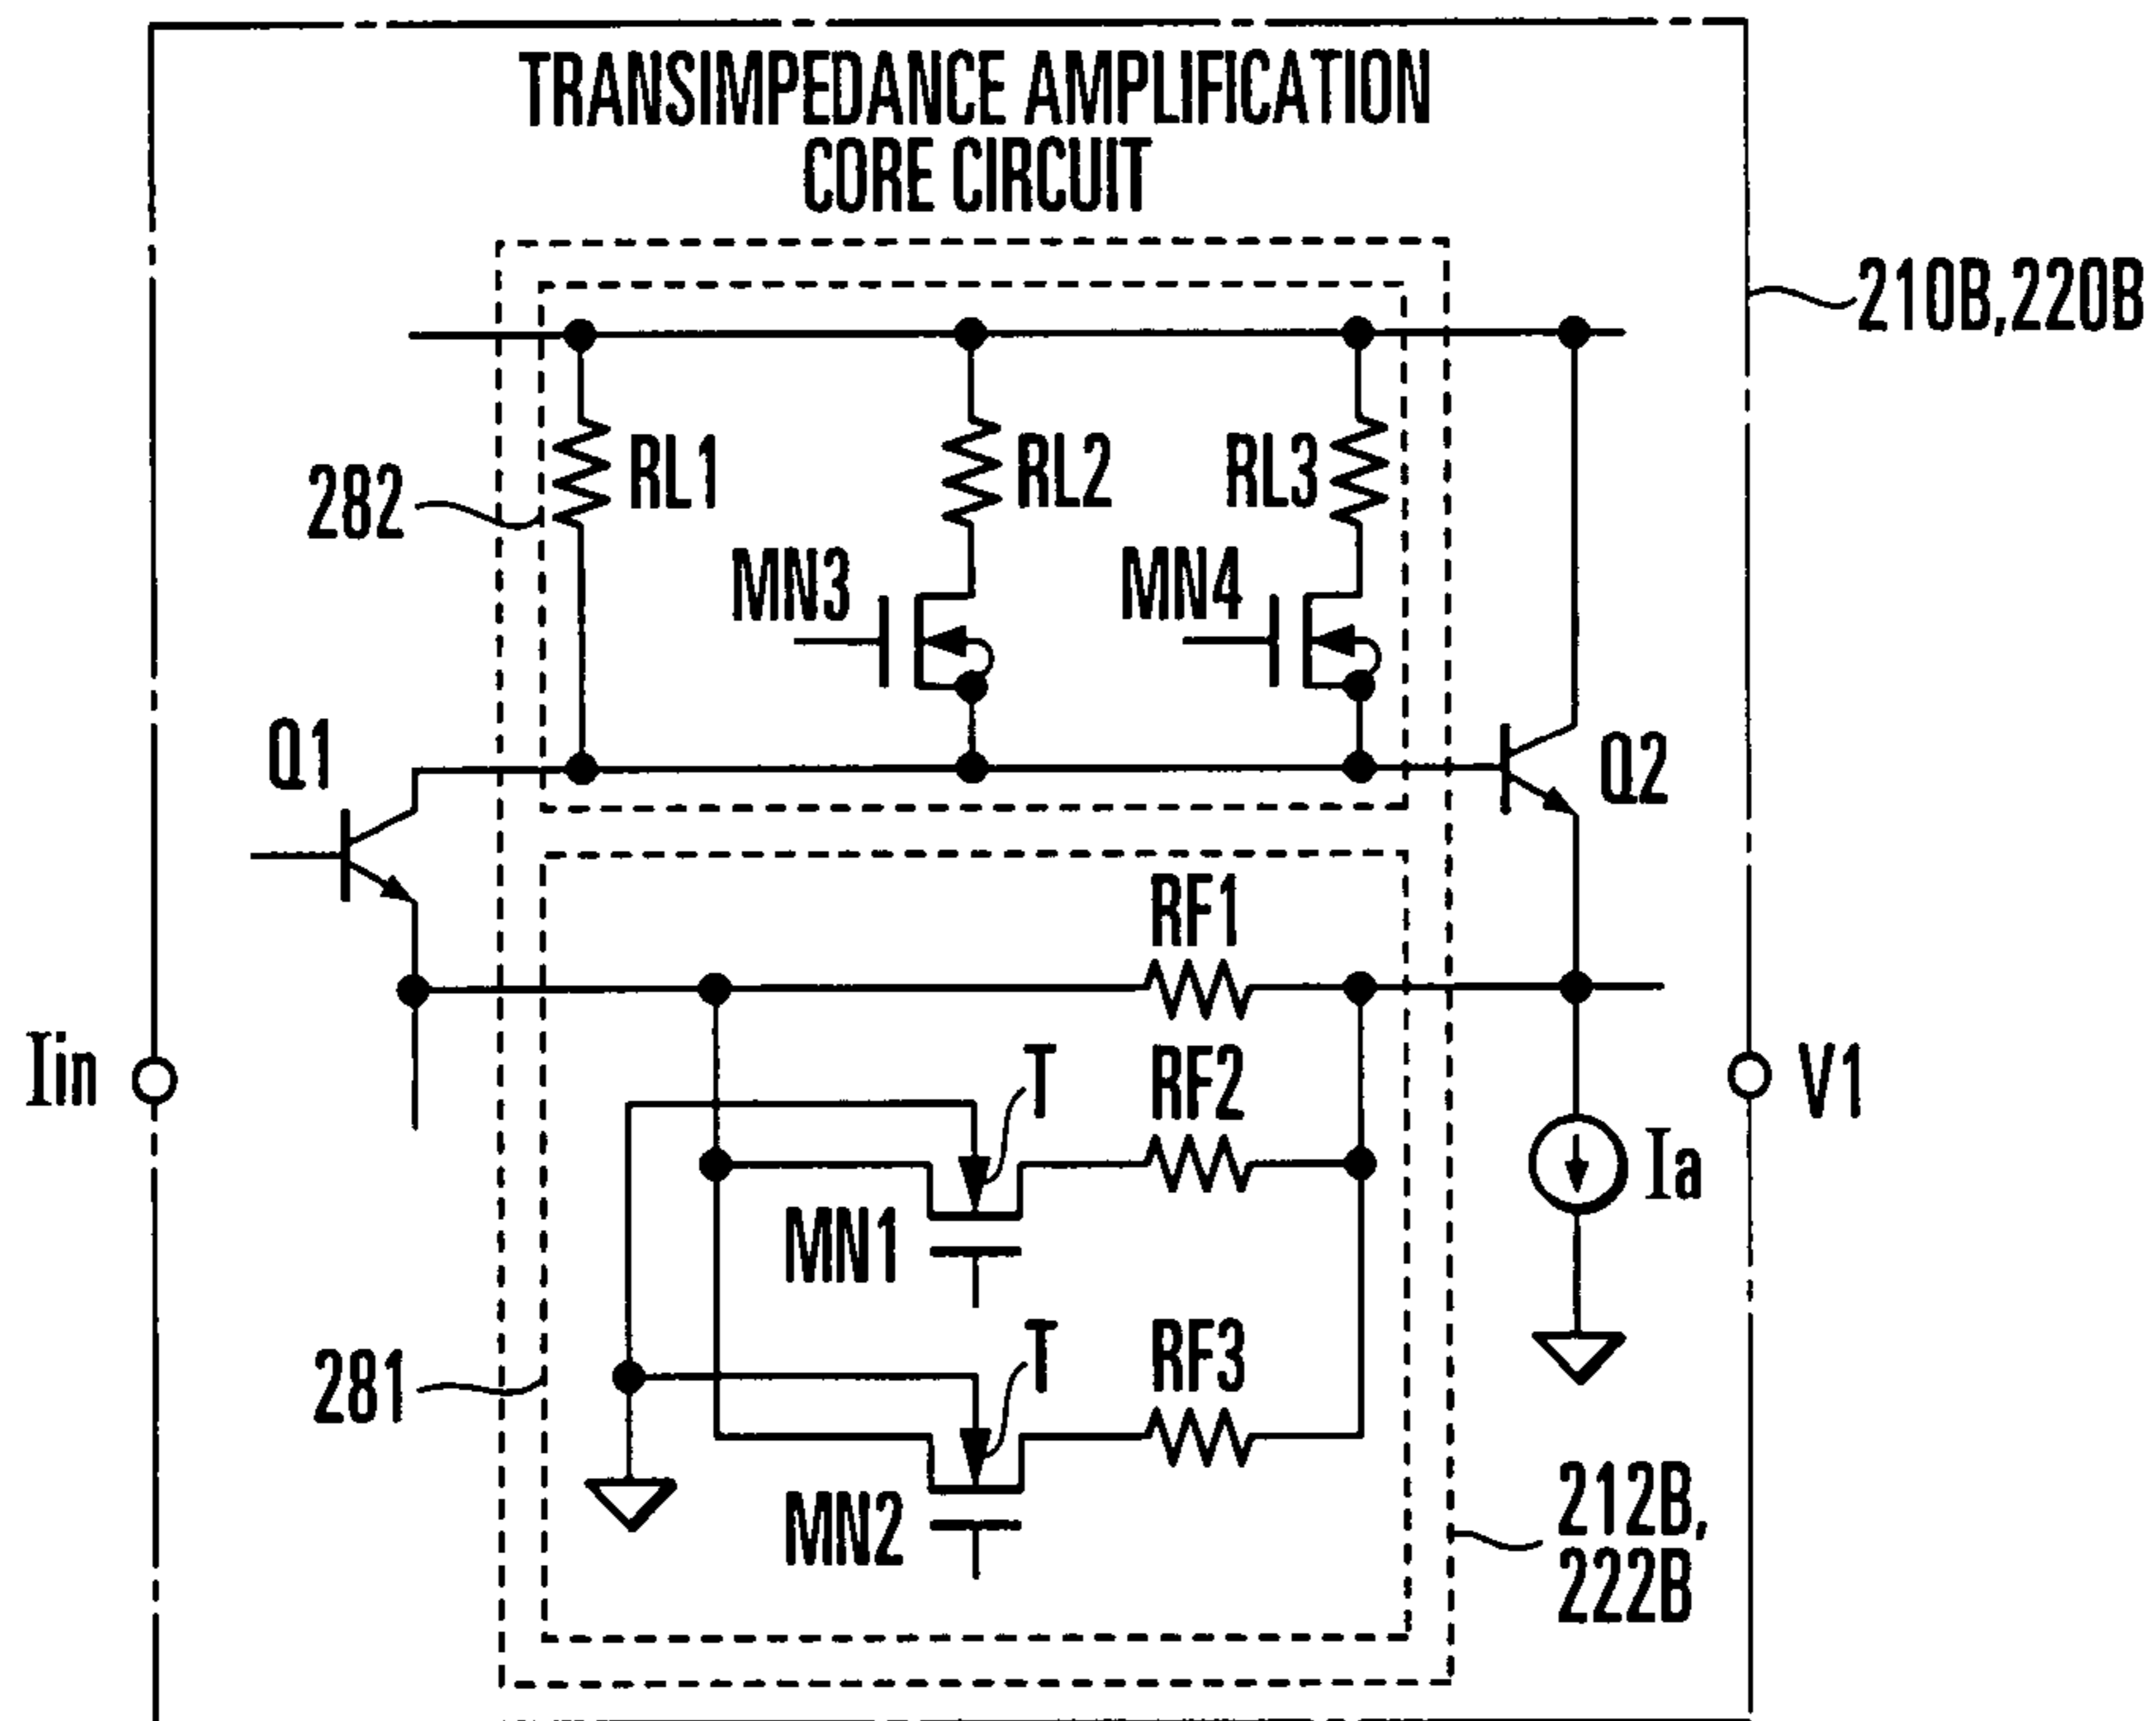 TRANSIMPEDANCE AMPLIFICATION
CORE CIRCUIT
210B,220B
RL1
RL2
RL3
282
MN3
MN4
Q1
Q2
RF1
Iin
T
RF2
V1
Ia
MN1
T
RF3
281
MN2
212B,
222B